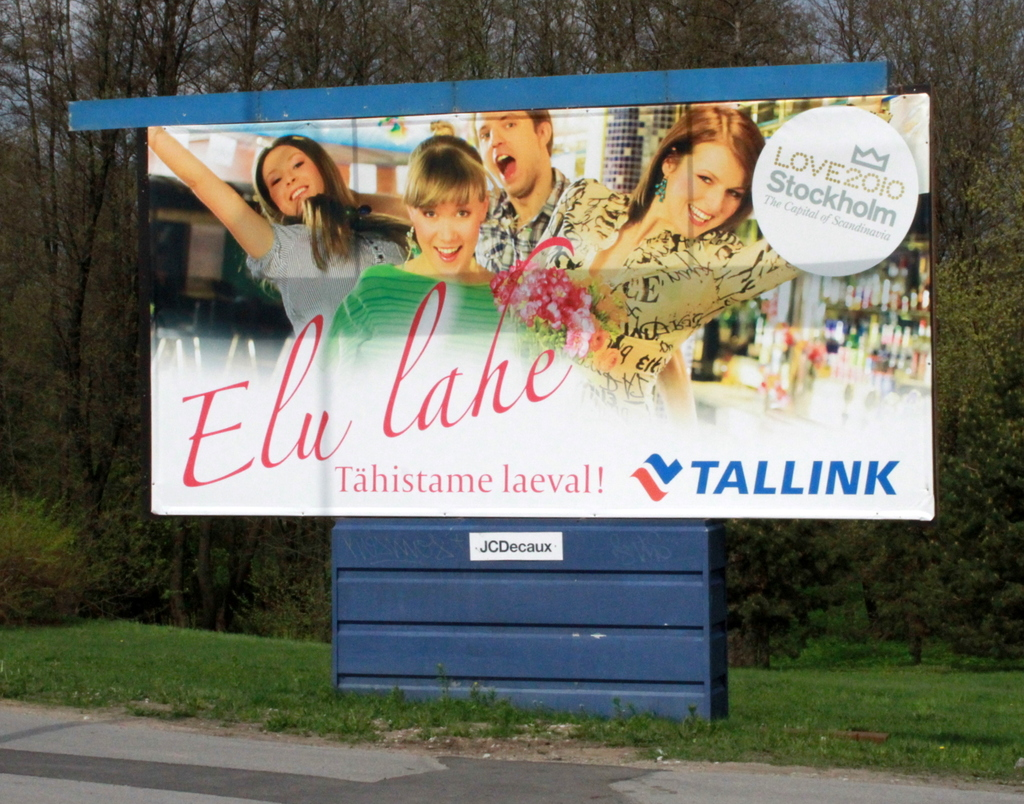 LOVE2010
Stockholm
The Capital of Scandinavia
Elu lahe
Tähistame laeval!
TALLINK
JCDecaux